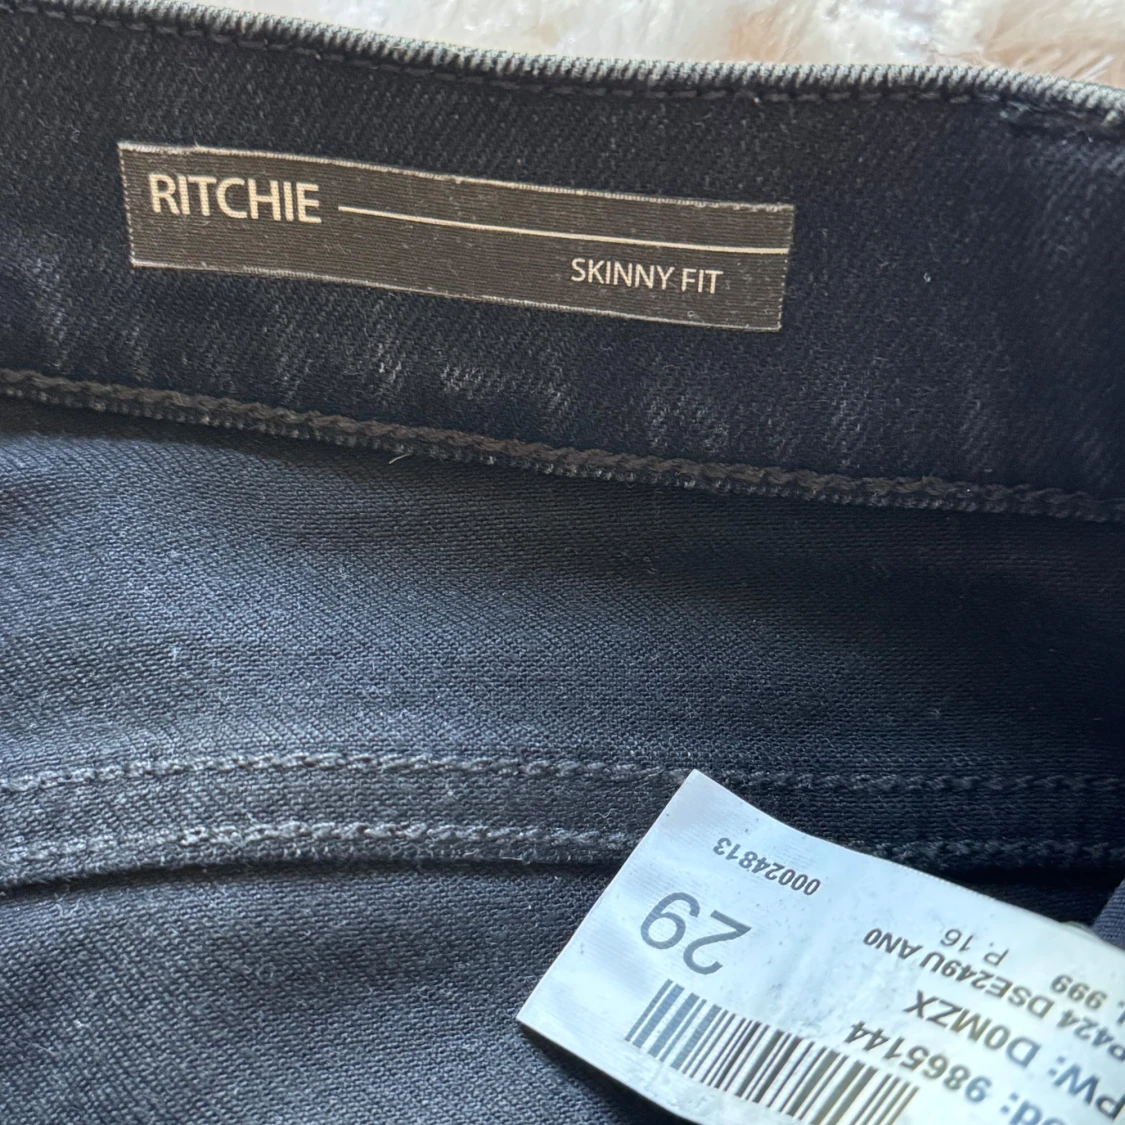 RITCHIE
SKINNY FIT
od: 9865144
PW: D0MZX
P424 DSE249U AN0
. 999
P. 16
29
00024813